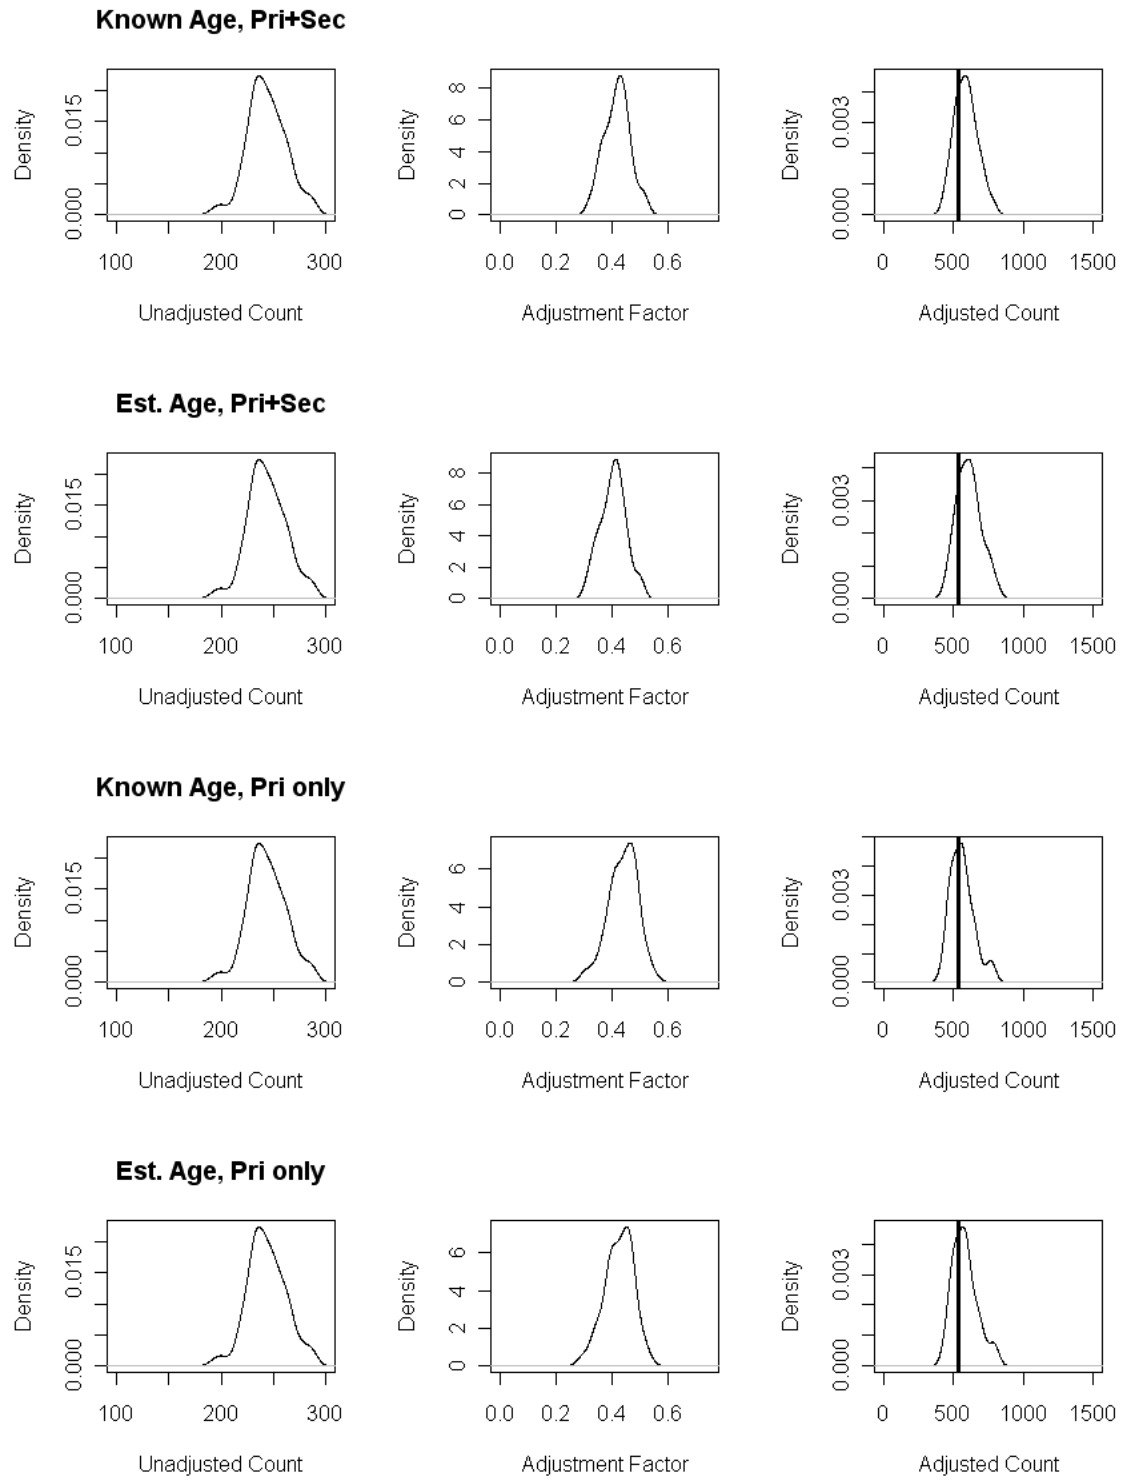 Known Age, Pri+Sec
Density
0.000 0.015
100 200 300
Unadjusted Count
Density
0 2 4 6 8
0.0 0.2 0.4 0.6
Adjustment Factor
Density
0.000 0.003
0 500 1000 1500
Adjusted Count
Est. Age, Pri+Sec
Density
0.000 0.015
100 200 300
Unadjusted Count
Density
0 2 4 6 8
0.0 0.2 0.4 0.6
Adjustment Factor
Density
0.000 0.003
0 500 1000 1500
Adjusted Count
Known Age, Pri only
Density
0.000 0.015
100 200 300
Unadjusted Count
Density
0 2 4 6
0.0 0.2 0.4 0.6
Adjustment Factor
Density
0.000 0.003
0 500 1000 1500
Adjusted Count
Est. Age, Pri only
Density
0.000 0.015
100 200 300
Unadjusted Count
Density
0 2 4 6
0.0 0.2 0.4 0.6
Adjustment Factor
Density
0.000 0.003
0 500 1000 1500
Adjusted Count